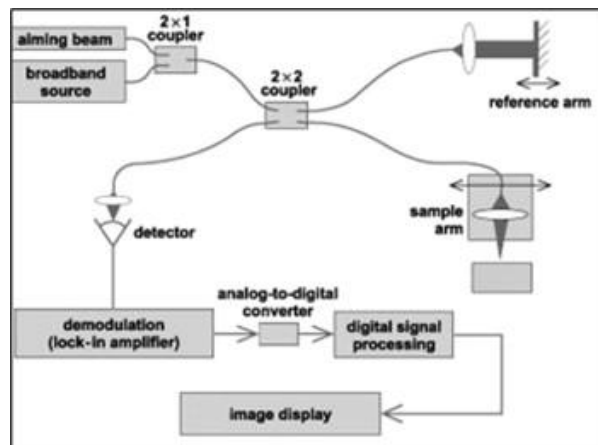 2×1
coupler
aiming beam
broadband
source
2×2
coupler
reference arm
sample
arm
detector
analog-to-digital
converter
demodulation
(lock-in amplifier)
digital signal
processing
image display